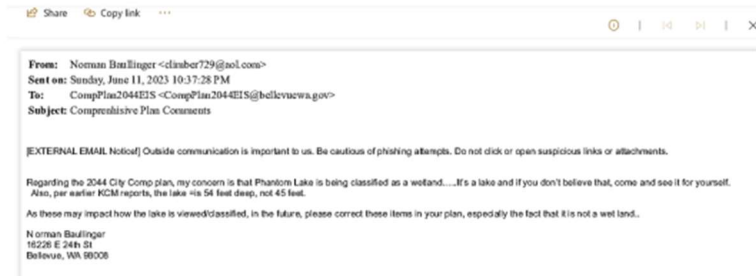 Share Copy link ...
From: Norman Baullinger <climber729@aol.com>
Sent on: Sunday, June 11, 2023 10:37:28 PM
To: CompPlan2044EIS <CompPlan2044EIS@bellevuewa.gov>
Subject: Comprenhisive Plan Comments
[EXTERNAL EMAIL Notice!] Outside communication is important to us. Be cautious of phishing attempts. Do not click or open suspicious links or attachments.
Regarding the 2044 City Comp plan, my concern is that Phantom Lake is being classified as a wetland.....It's a lake and if you don't believe that, come and see it for yourself.
Also, per earlier KCM reports, the lake =is 54 feet deep, not 45 feet.
As these may impact how the lake is viewed/classified, in the future, please correct these items in your plan, especially the fact that it is not a wet land..
Norman Baullinger
16226 E 24th St
Bellevue, WA 98008